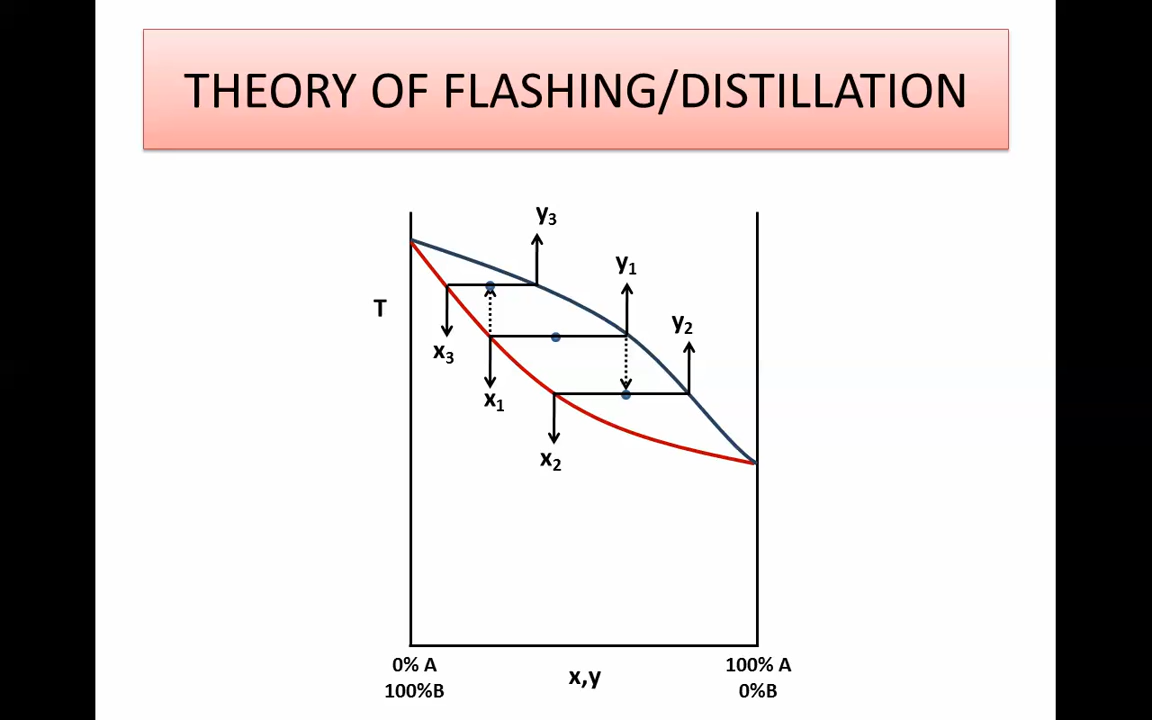 THEORY OF FLASHING/DISTILLATION
y₃
y₁
T
y₂
x₃
x₁
x₂
0% A
100%B
x,y
100% A
0%B